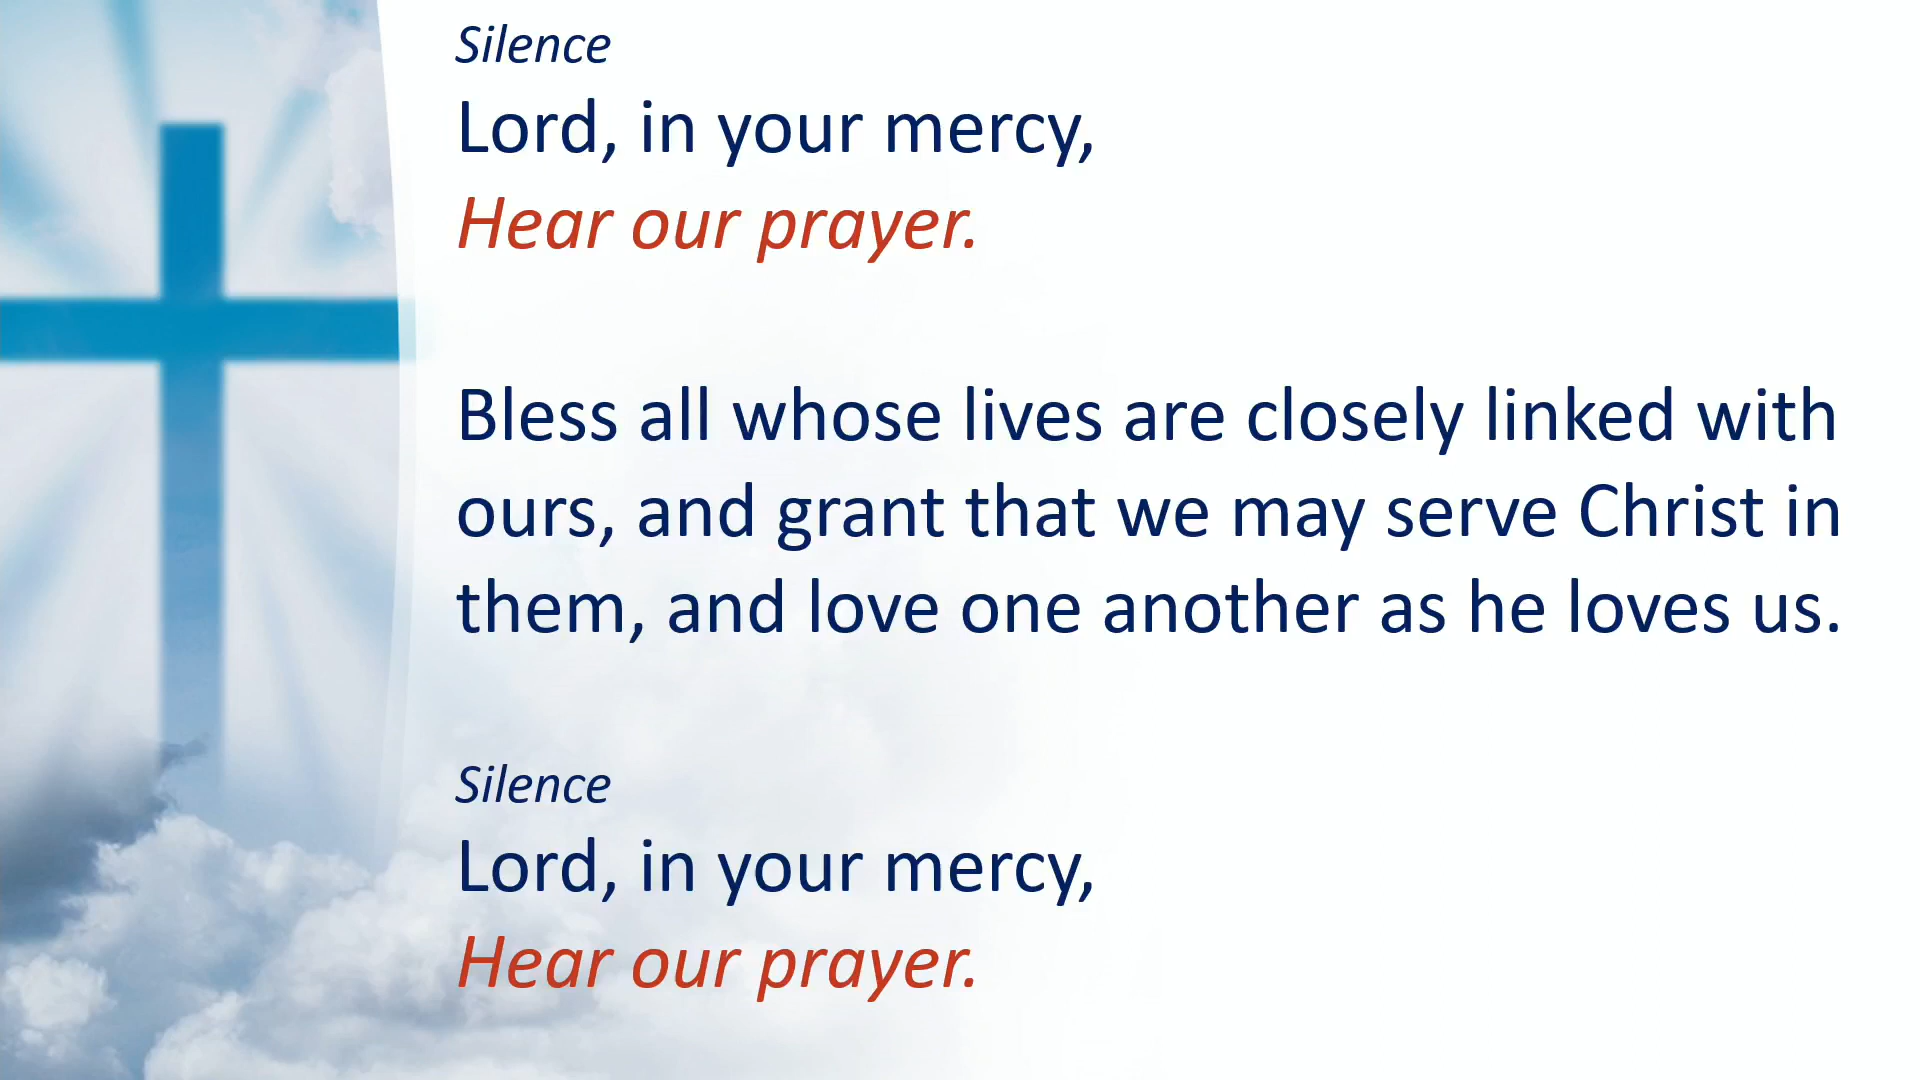 Silence
Lord, in your mercy,
Hear our prayer.
Bless all whose lives are closely linked with
ours, and grant that we may serve Christ in
them, and love one another as he loves us.
Silence
Lord, in your mercy,
Hear our prayer.